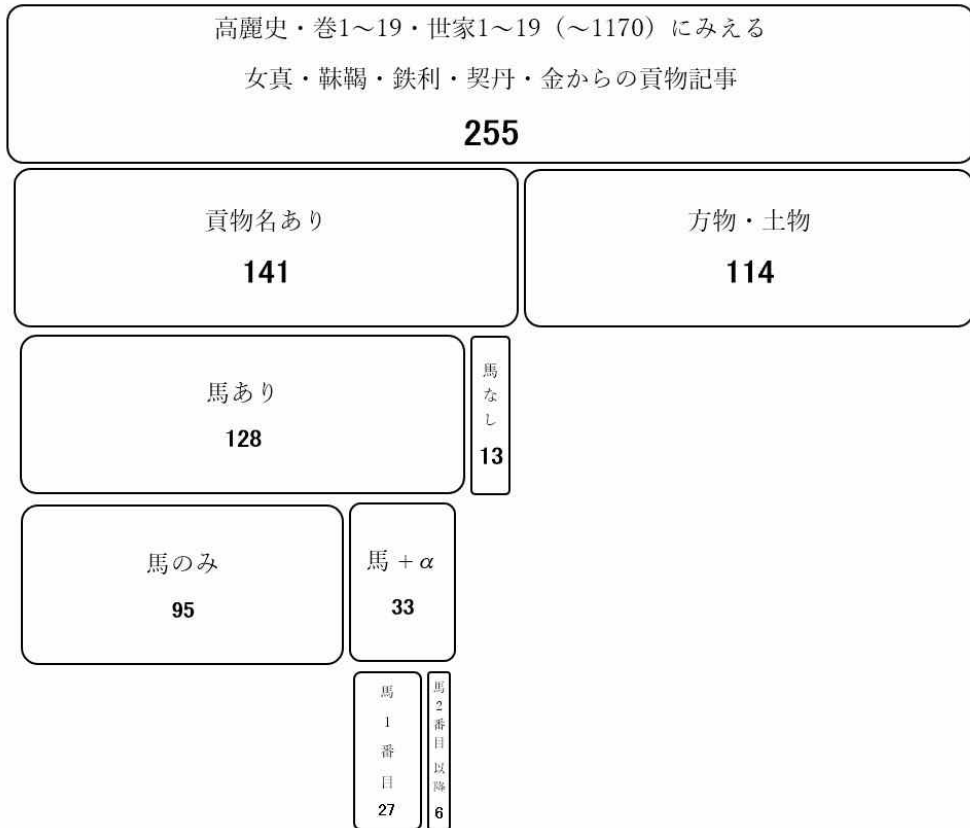 高麗史・巻1～19・世家1～19（～1170）にみえる
女真・靺鞨・鉄利・契丹・金からの貢物記事
255
貢物名あり
141
方物・土物
114
馬あり
128
馬なし
13
馬のみ
95
馬 + α
33
馬1番目
27
馬2番目以降
6